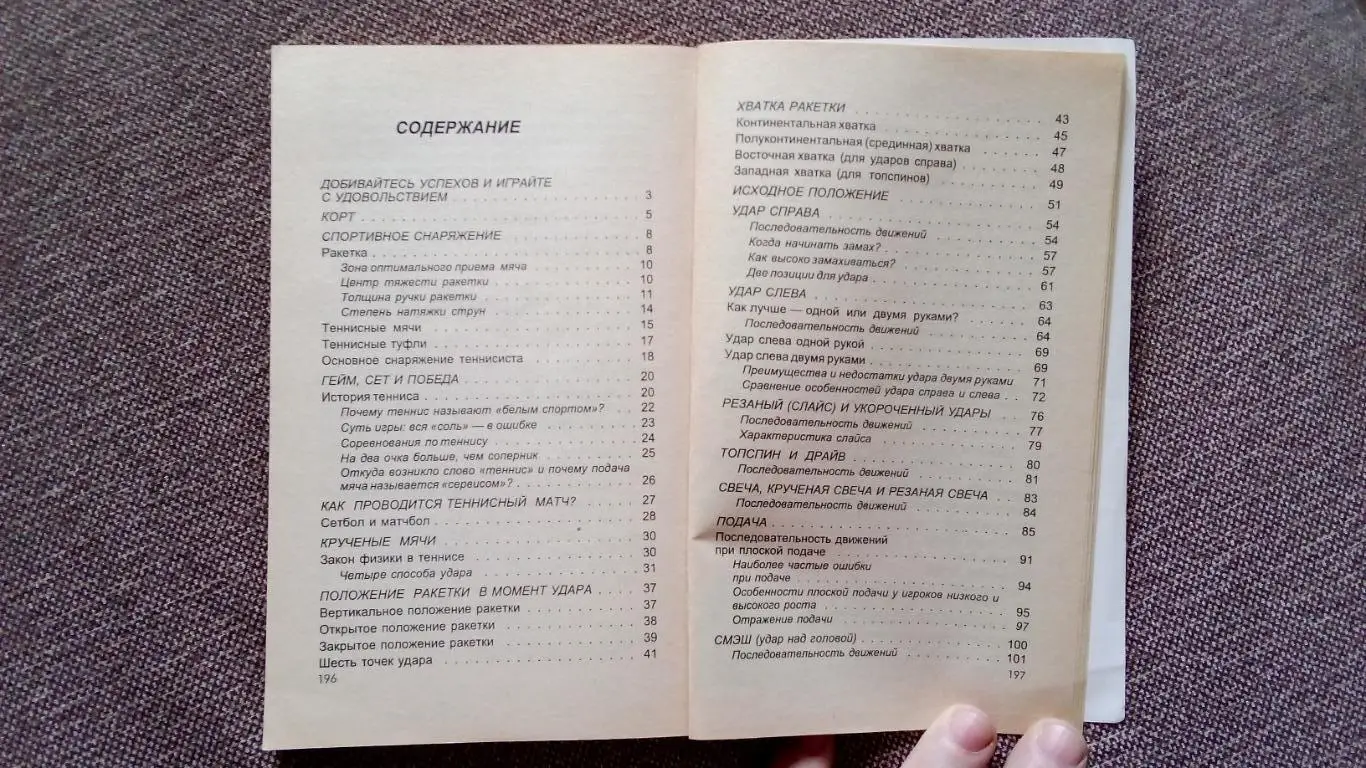 СОДЕРЖАНИЕ
ДОБИВАЙТЕСЬ УСПЕХОВ И ИГРАЙТЕ
С УДОВОЛЬСТВИЕМ . . . . . . . . . . 3
КОРТ . . . . . . . . . . 5
СПОРТИВНОЕ СНАРЯЖЕНИЕ . . . . . . . . . . 8
Ракетка . . . . . . . . . . 8
Зона оптимального приема мяча . . . . . . . . . . 10
Центр тяжести ракетки . . . . . . . . . . 10
Толщина ручки ракетки . . . . . . . . . . 11
Степень натяжки струн . . . . . . . . . . 14
Теннисные мячи . . . . . . . . . . 15
Теннисные туфли . . . . . . . . . . 17
Основное снаряжение теннисиста . . . . . . . . . . 18
ГЕЙМ, СЕТ И ПОБЕДА . . . . . . . . . . 20
История тенниса . . . . . . . . . . 20
Почему теннис называют «белым спортом»? . . 22
Суть игры: вся «соль» — в ошибке . . . . . . . . . . 23
Соревнования по теннису . . . . . . . . . . 24
На два очка больше, чем соперник . . . . . . . . . . 25
Откуда возникло слово «теннис» и почему подача
мяча называется «сервисом»? . . . . . . . . . . 26
КАК ПРОВОДИТСЯ ТЕННИСНЫЙ МАТЧ? . . . . . . 27
Сетбол и матчбол . . . . . . . . . . 28
КРУЧЕНЫЕ МЯЧИ . . . . . . . . . . 30
Закон физики в теннисе . . . . . . . . . . 30
Четыре способа удара . . . . . . . . . . 31
ПОЛОЖЕНИЕ РАКЕТКИ В МОМЕНТ УДАРА . . . . 37
Вертикальное положение ракетки . . . . . . . . . . 37
Открытое положение ракетки . . . . . . . . . . 38
Закрытое положение ракетки . . . . . . . . . . 39
Шесть точек удара . . . . . . . . . . 41
196
ХВАТКА РАКЕТКИ . . . . . . . . . . 43
Континентальная хватка . . . . . . . . . . 45
Полуконтинентальная (срединная) хватка . . . . . . 47
Восточная хватка (для ударов справа) . . . . . . . . 48
Западная хватка (для топспинов) . . . . . . . . . . 49
ИСХОДНОЕ ПОЛОЖЕНИЕ . . . . . . . . . . 51
УДАР СПРАВА . . . . . . . . . . 54
Последовательность движений . . . . . . . . . . 54
Когда начинать замах? . . . . . . . . . . 57
Как высоко замахиваться? . . . . . . . . . . 57
Две позиции для удара . . . . . . . . . . 61
УДАР СЛЕВА . . . . . . . . . . 63
Как лучше — одной или двумя руками? . . . . . . . 64
Последовательность движений . . . . . . . . . . 64
Удар слева одной рукой . . . . . . . . . . 69
Удар слева двумя руками . . . . . . . . . . 69
Преимущества и недостатки удара двумя руками 71
Сравнение особенностей удара справа и слева . . 72
РЕЗАНЫЙ (СЛАЙС) И УКОРОЧЕННЫЙ УДАРЫ . . . 76
Последовательность движений . . . . . . . . . . 77
Характеристика слайса . . . . . . . . . . 79
ТОПСПИН И ДРАЙВ . . . . . . . . . . 80
Последовательность движений . . . . . . . . . . 81
СВЕЧА, КРУЧЕНАЯ СВЕЧА И РЕЗАНАЯ СВЕЧА . . . 83
Последовательность движений . . . . . . . . . . 84
ПОДАЧА . . . . . . . . . . 85
Последовательность движений
при плоской подаче . . . . . . . . . . 91
Наиболее частые ошибки
при подаче . . . . . . . . . . 94
Особенности плоской подачи у игроков низкого и
высокого роста . . . . . . . . . . 95
Отражение подачи . . . . . . . . . . 97
СМЭШ (удар над головой) . . . . . . . . . . 100
Последовательность движений . . . . . . . . . . 101
197